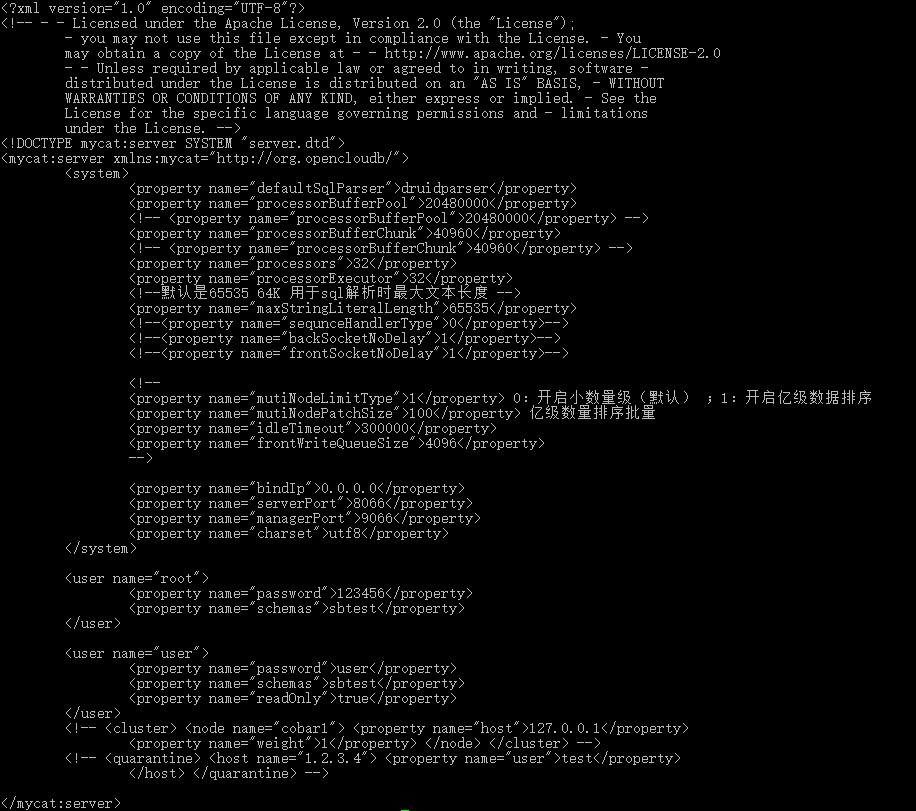 <?xml version="1.0" encoding="UTF-8"?>
<!-- - - Licensed under the Apache License, Version 2.0 (the "License");
- you may not use this file except in compliance with the License. - You
may obtain a copy of the License at - - http://www.apache.org/licenses/LICENSE-2.0
- - Unless required by applicable law or agreed to in writing, software -
distributed under the License is distributed on an "AS IS" BASIS, - WITHOUT
WARRANTIES OR CONDITIONS OF ANY KIND, either express or implied. - See the
License for the specific language governing permissions and - limitations
under the License. -->
<!DOCTYPE mycat:server SYSTEM "server.dtd">
<mycat:server xmlns:mycat="http://org.opencloudb/">
<system>
<property name="defaultSqlParser">druidparser</property>
<property name="processorBufferPool">20480000</property>
<!-- <property name="processorBufferPool">20480000</property> -->
<property name="processorBufferChunk">40960</property>
<!-- <property name="processorBufferChunk">40960</property> -->
<property name="processors">32</property>
<property name="processorExecutor">32</property>
<!--默认是65535 64K 用于sql解析时最大文本长度 -->
<property name="maxStringLiteralLength">65535</property>
<!--<property name="sequnceHandlerType">0</property>-->
<!--<property name="backSocketNoDelay">1</property>-->
<!--<property name="frontSocketNoDelay">1</property>-->
<!--
<property name="mutiNodeLimitType">1</property> 0：开启小数量级（默认） ；1：开启亿级数据排序
<property name="mutiNodePatchSize">100</property> 亿级数量排序批量
<property name="idleTimeout">300000</property>
<property name="frontWriteQueueSize">4096</property>
-->
<property name="bindIp">0.0.0.0</property>
<property name="serverPort">8066</property>
<property name="managerPort">9066</property>
<property name="charset">utf8</property>
</system>
<user name="root">
<property name="password">123456</property>
<property name="schemas">sbtest</property>
</user>
<user name="user">
<property name="password">user</property>
<property name="schemas">sbtest</property>
<property name="readOnly">true</property>
</user>
<!-- <cluster> <node name="cobar1"> <property name="host">127.0.0.1</property>
<property name="weight">1</property> </node> </cluster> -->
<!-- <quarantine> <host name="1.2.3.4"> <property name="user">test</property>
</host> </quarantine> -->
</mycat:server>